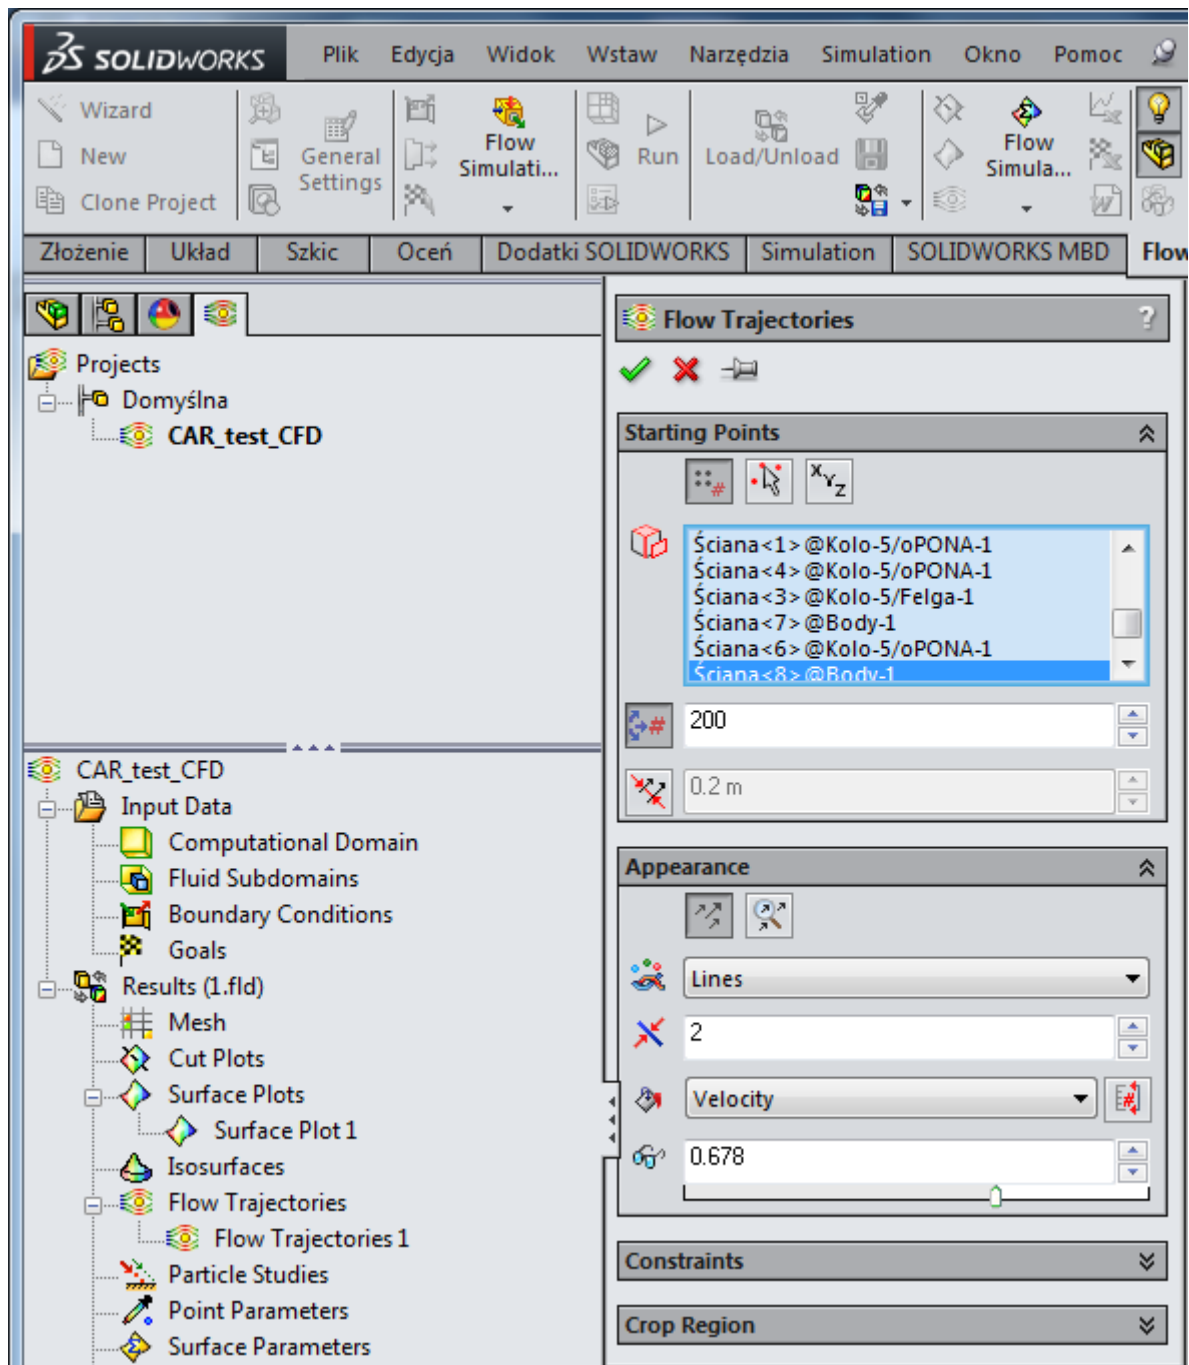 SOLIDWORKS Plik Edycja Widok Wstaw Narzędzia Simulation Okno Pomoc
Wizard
New
Clone Project
General
Settings
Flow
Simulati...
Run
Load/Unload
Flow
Simula...
Złożenie Układ Szkic Oceń Dodatki SOLIDWORKS Simulation SOLIDWORKS MBD Flow
Projects
Domyślna
CAR_test_CFD
CAR_test_CFD
Input Data
Computational Domain
Fluid Subdomains
Boundary Conditions
Goals
Results (1.fld)
Mesh
Cut Plots
Surface Plots
Surface Plot 1
Isosurfaces
Flow Trajectories
Flow Trajectories 1
Particle Studies
Point Parameters
Surface Parameters
Flow Trajectories ?
Starting Points
X Y Z
Ściana<1>@Kolo-5/oPONA-1
Ściana<4>@Kolo-5/oPONA-1
Ściana<3>@Kolo-5/Felga-1
Ściana<7>@Body-1
Ściana<6>@Kolo-5/oPONA-1
Ściana<8>@Body-1
200
0.2 m
Appearance
Lines
2
Velocity
0.678
Constraints
Crop Region